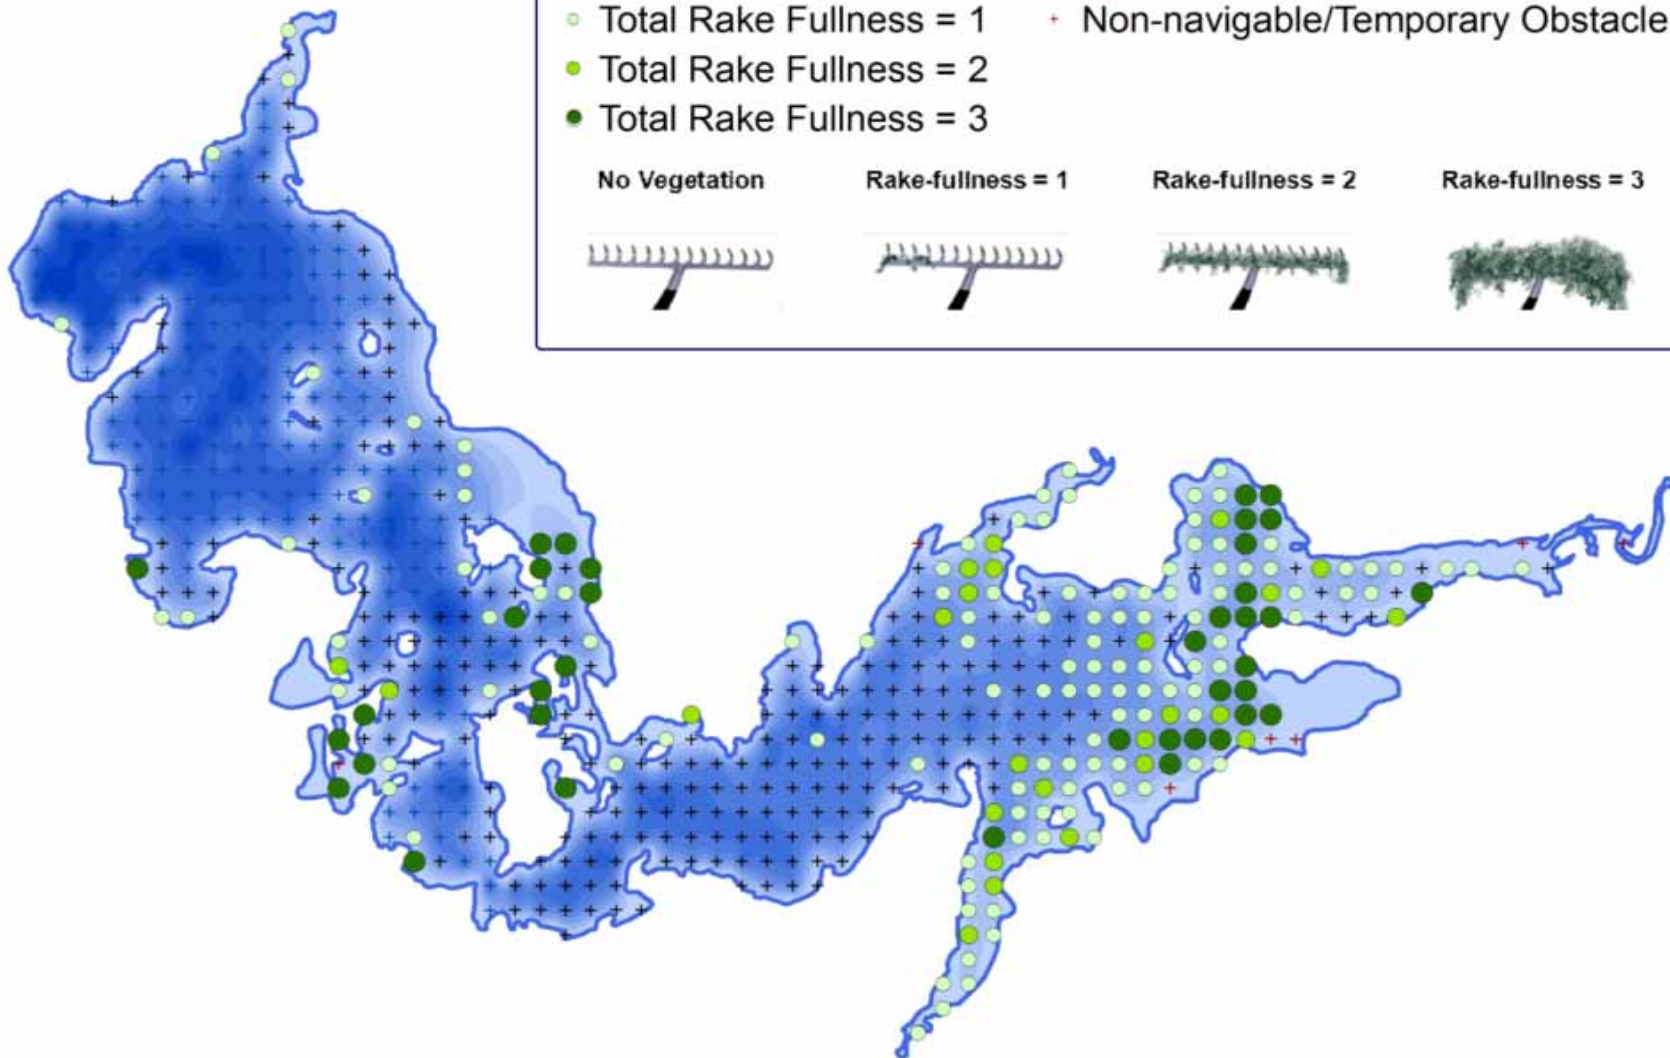 Total Rake Fullness = 1
Non-navigable/Temporary Obstacle
Total Rake Fullness = 2
Total Rake Fullness = 3
No Vegetation
Rake-fullness = 1
Rake-fullness = 2
Rake-fullness = 3